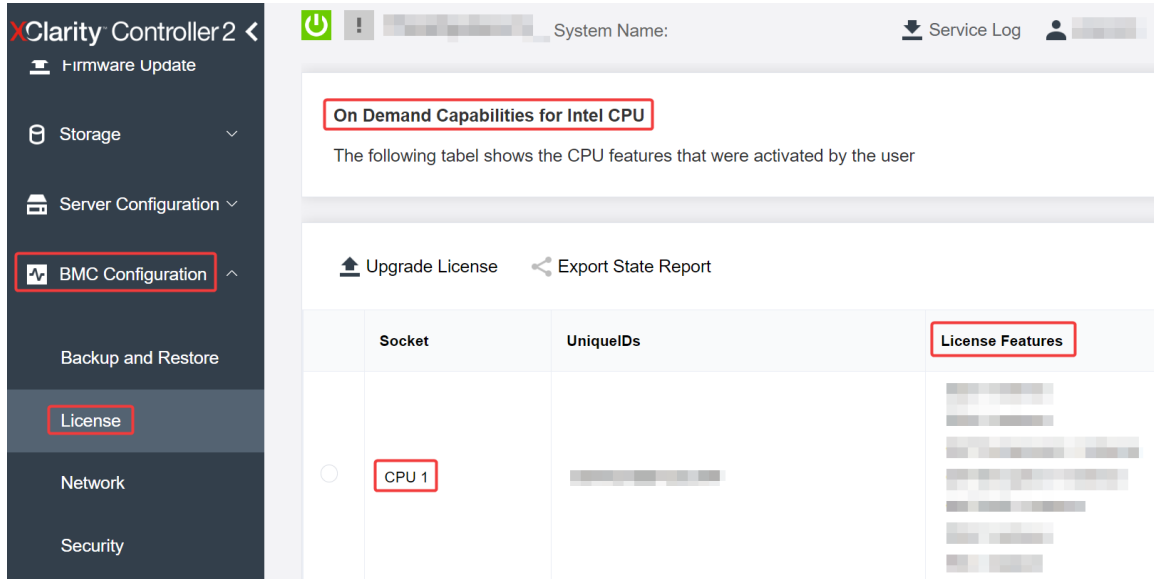 XClarity Controller 2
Firmware Update
Storage
Server Configuration
BMC Configuration
Backup and Restore
License
Network
Security
System Name:
Service Log
On Demand Capabilities for Intel CPU
The following tabel shows the CPU features that were activated by the user
Upgrade License
Export State Report
Socket
UniqueIDs
License Features
CPU 1